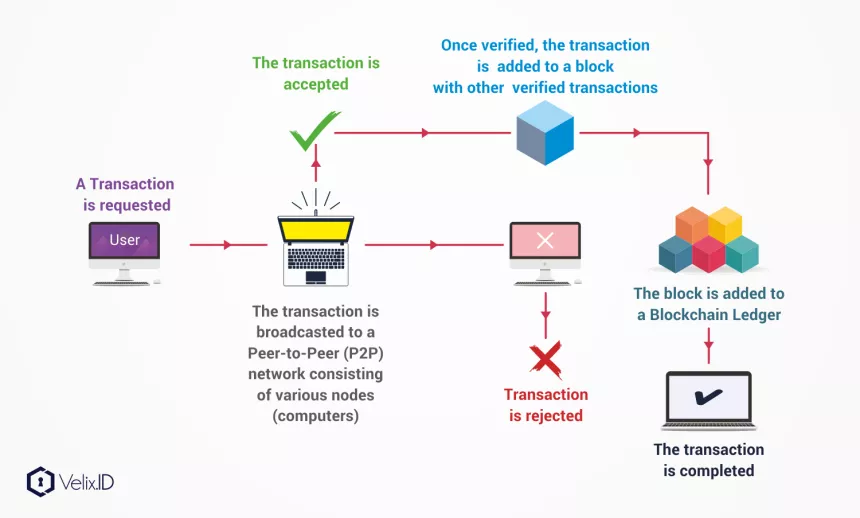 The transaction is
accepted
Once verified, the transaction
is added to a block
with other verified transactions
A Transaction
is requested
User
The transaction is
broadcasted to a
Peer-to-Peer (P2P)
network consisting
of various nodes
(computers)
Transaction
is rejected
The block is added to
a Blockchain Ledger
The transaction
is completed
Velix.ID